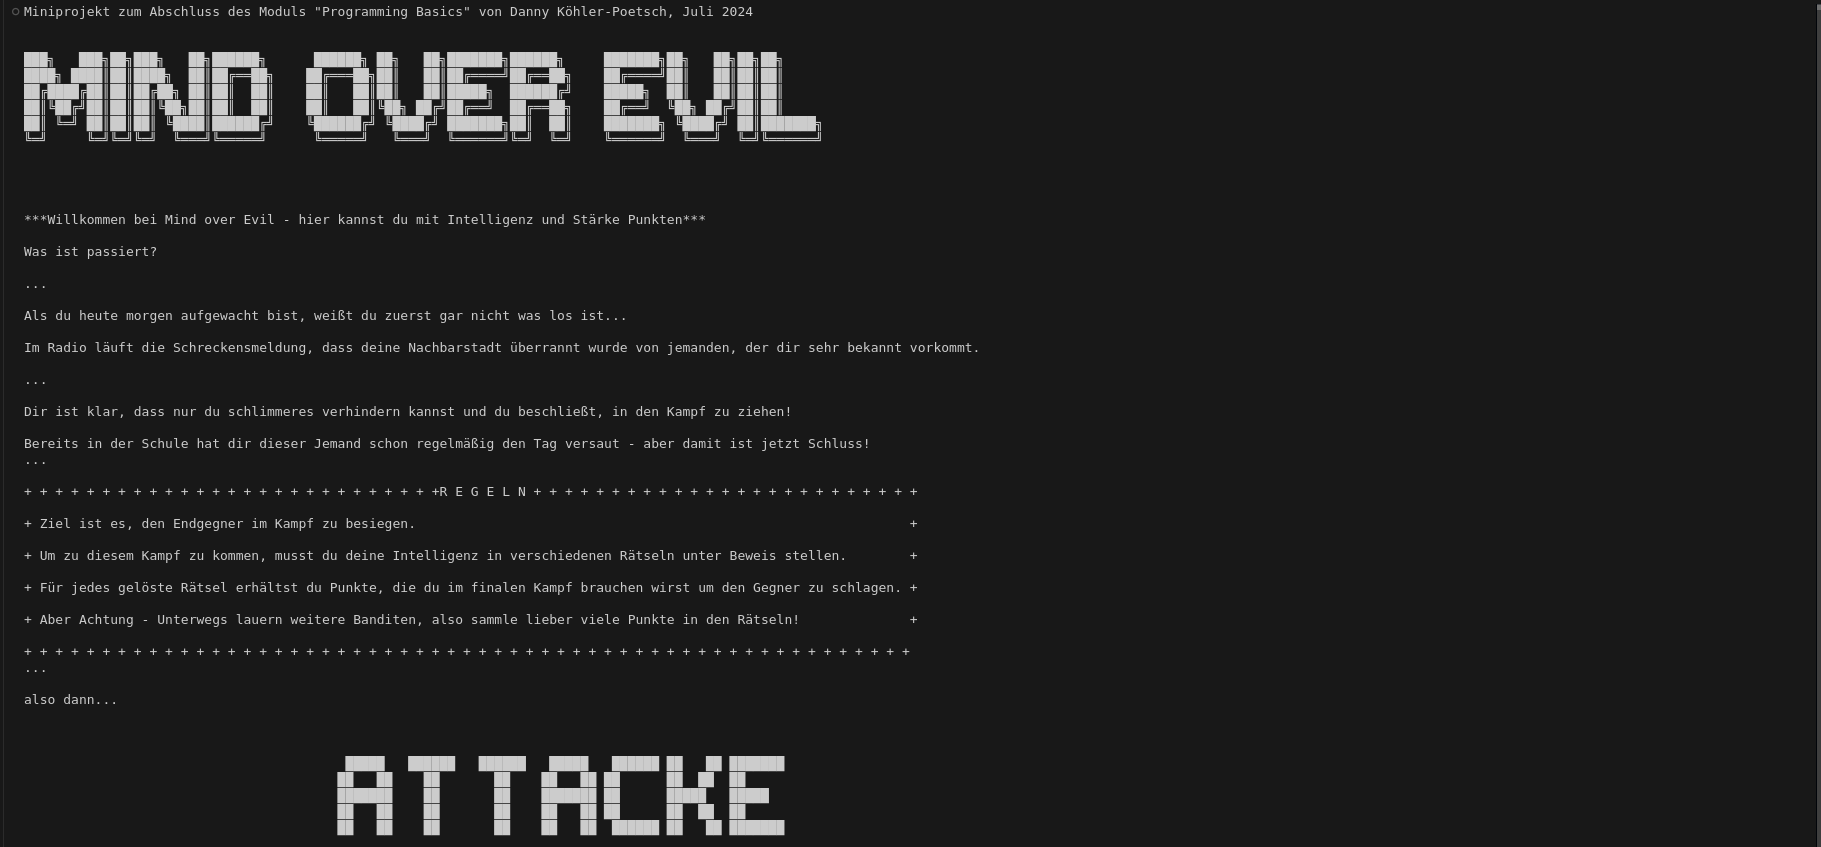 Miniprojekt zum Abschluss des Moduls "Programming Basics" von Danny Köhler-Poetsch, Juli 2024
MIND OVER EVIL
***Willkommen bei Mind over Evil - hier kannst du mit Intelligenz und Stärke Punkten***
Was ist passiert?
...
Als du heute morgen aufgewacht bist, weißt du zuerst gar nicht was los ist...
Im Radio läuft die Schreckensmeldung, dass deine Nachbarstadt überrannt wurde von jemanden, der dir sehr bekannt vorkommt.
...
Dir ist klar, dass nur du schlimmeres verhindern kannst und du beschließt, in den Kampf zu ziehen!
Bereits in der Schule hat dir dieser Jemand schon regelmäßig den Tag versaut - aber damit ist jetzt Schluss!
...
+ + + + + + + + + + + + + + + + + + + + + + + + + + +R E G E L N + + + + + + + + + + + + + + + + + + + + + + + + +
+ Ziel ist es, den Endgegner im Kampf zu besiegen. +
+ Um zu diesem Kampf zu kommen, musst du deine Intelligenz in verschiedenen Rätseln unter Beweis stellen. +
+ Für jedes gelöste Rätsel erhältst du Punkte, die du im finalen Kampf brauchen wirst um den Gegner zu schlagen. +
+ Aber Achtung - Unterwegs lauern weitere Banditen, also sammle lieber viele Punkte in den Rätseln! +
+ + + + + + + + + + + + + + + + + + + + + + + + + + + + + + + + + + + + + + + + + + + + + + + + + + + + + + + + +
...
also dann...
ATTACKE